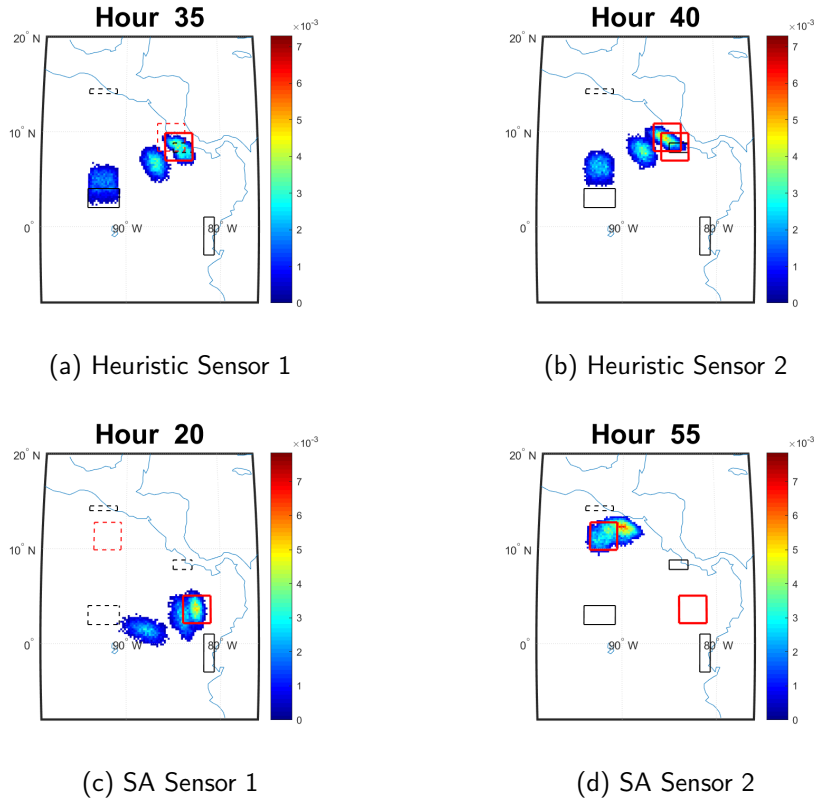 Hour 35
×10⁻³
20° N
10° N
0°
90° W
80° W
7
6
5
4
3
2
1
0
(a) Heuristic Sensor 1
Hour 40
×10⁻³
20° N
10° N
0°
90° W
80° W
7
6
5
4
3
2
1
0
(b) Heuristic Sensor 2
Hour 20
×10⁻³
20° N
10° N
0°
90° W
80° W
7
6
5
4
3
2
1
0
(c) SA Sensor 1
Hour 55
×10⁻³
20° N
10° N
0°
90° W
80° W
7
6
5
4
3
2
1
0
(d) SA Sensor 2